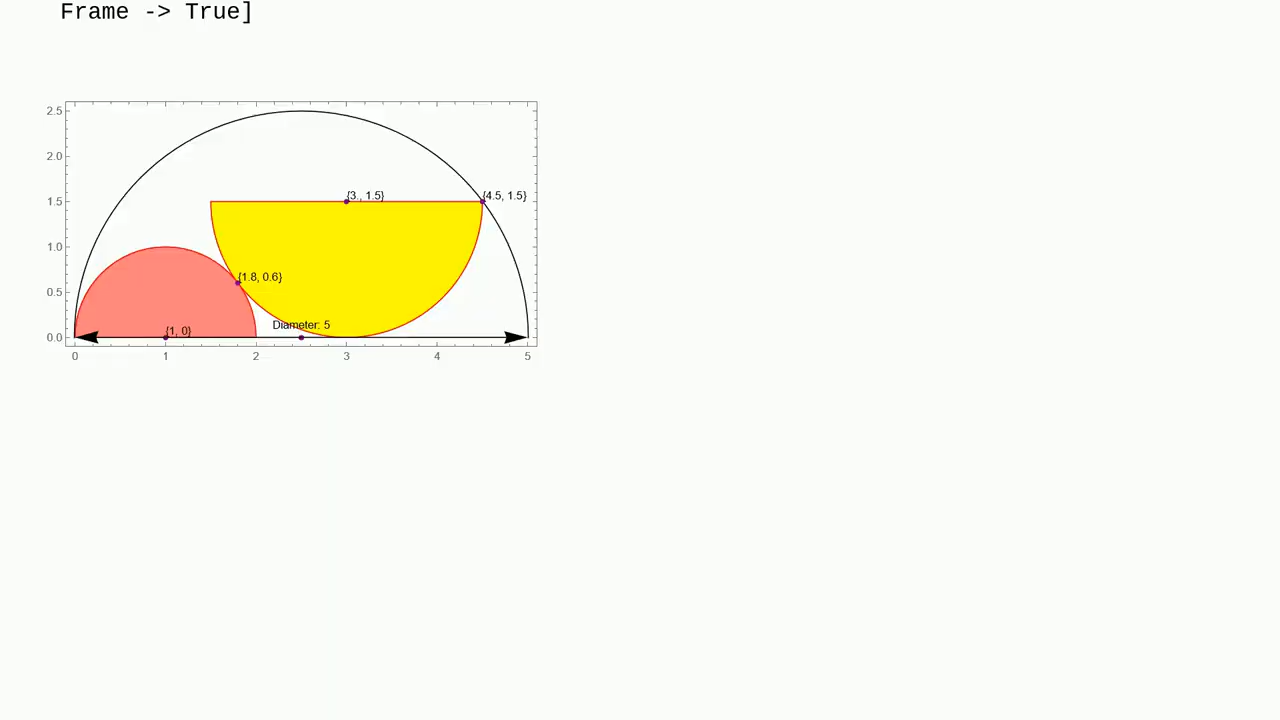 Frame -> True]
2.5
2.0
{3., 1.5} {4.5, 1.5}
1.5
1.0
{1.8, 0.6}
0.5
{1, 0} Diameter: 5
0.0
0 1 2 3 4 5